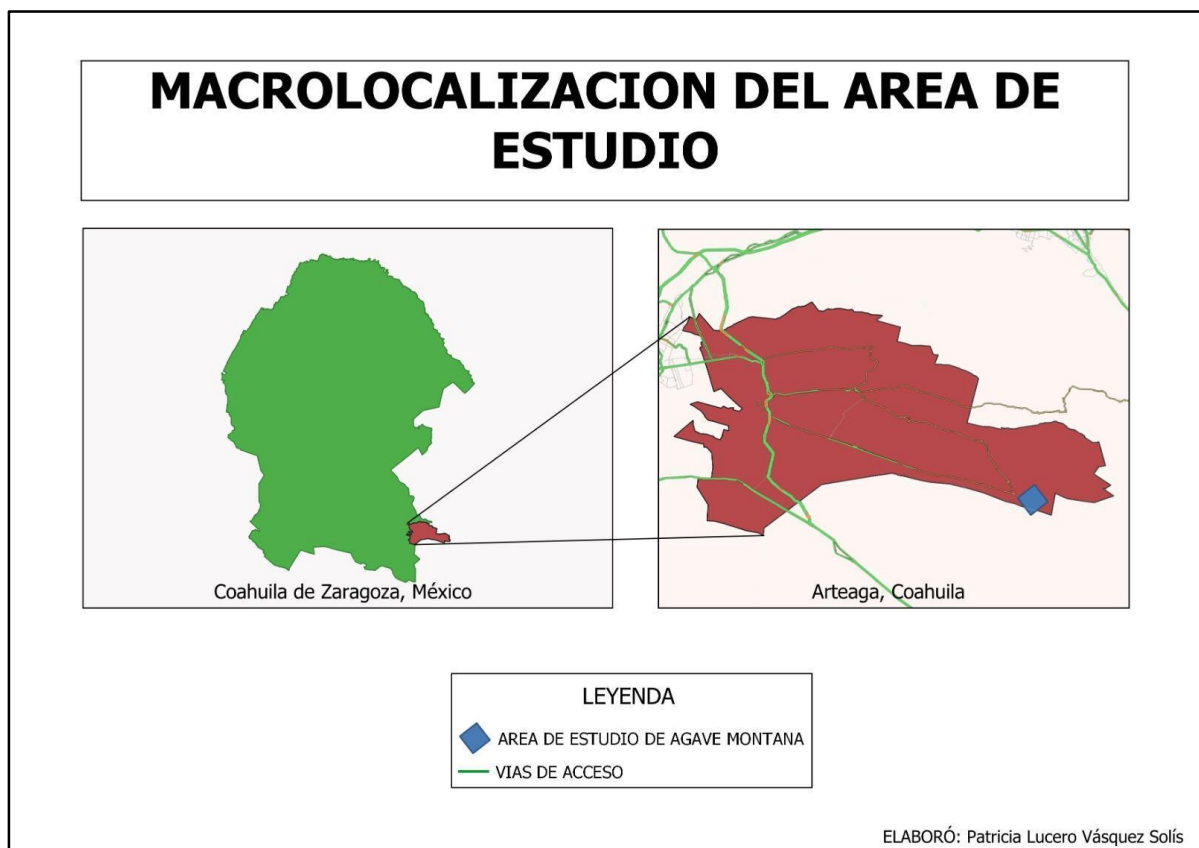 MACROLOCALIZACION DEL AREA DE
ESTUDIO
Coahuila de Zaragoza, México
Arteaga, Coahuila
LEYENDA
AREA DE ESTUDIO DE AGAVE MONTANA
VIAS DE ACCESO
ELABORÓ: Patricia Lucero Vásquez Solís